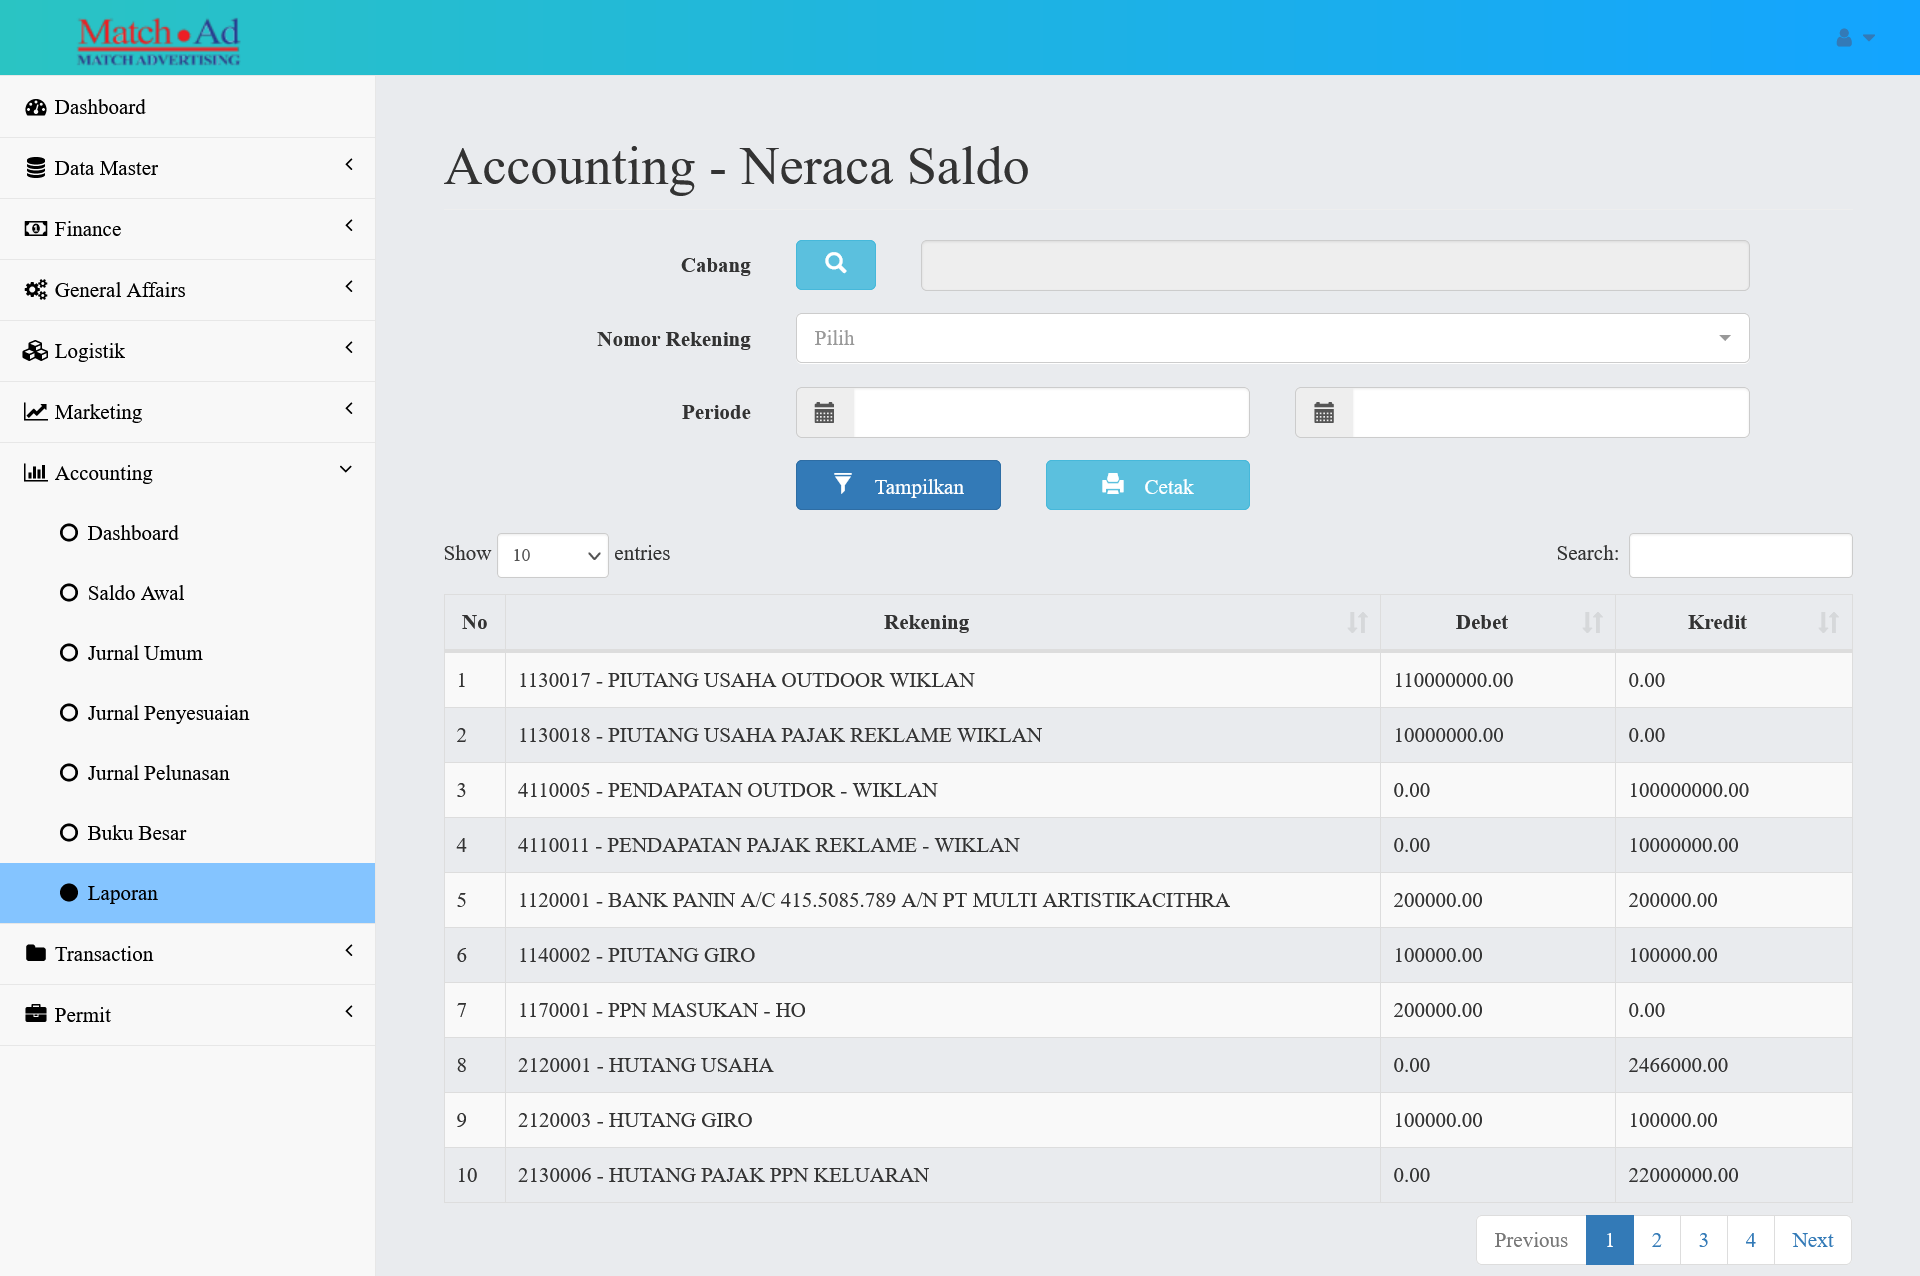 Match Ad
MATCH ADVERTISING
Dashboard
Data Master
Finance
General Affairs
Logistik
Marketing
Accounting
Dashboard
Saldo Awal
Jurnal Umum
Jurnal Penyesuaian
Jurnal Pelunasan
Buku Besar
Laporan
Transaction
Permit
Accounting - Neraca Saldo
Cabang
Nomor Rekening Pilih
Periode
Tampilkan Cetak
Show 10 entries Search:
No Rekening Debet Kredit
1 1130017 - PIUTANG USAHA OUTDOOR WIKLAN 110000000.00 0.00
2 1130018 - PIUTANG USAHA PAJAK REKLAME WIKLAN 10000000.00 0.00
3 4110005 - PENDAPATAN OUTDOR - WIKLAN 0.00 100000000.00
4 4110011 - PENDAPATAN PAJAK REKLAME - WIKLAN 0.00 10000000.00
5 1120001 - BANK PANIN A/C 415.5085.789 A/N PT MULTI ARTISTIKACITHRA 200000.00 200000.00
6 1140002 - PIUTANG GIRO 100000.00 100000.00
7 1170001 - PPN MASUKAN - HO 200000.00 0.00
8 2120001 - HUTANG USAHA 0.00 2466000.00
9 2120003 - HUTANG GIRO 100000.00 100000.00
10 2130006 - HUTANG PAJAK PPN KELUARAN 0.00 22000000.00
Previous 1 2 3 4 Next